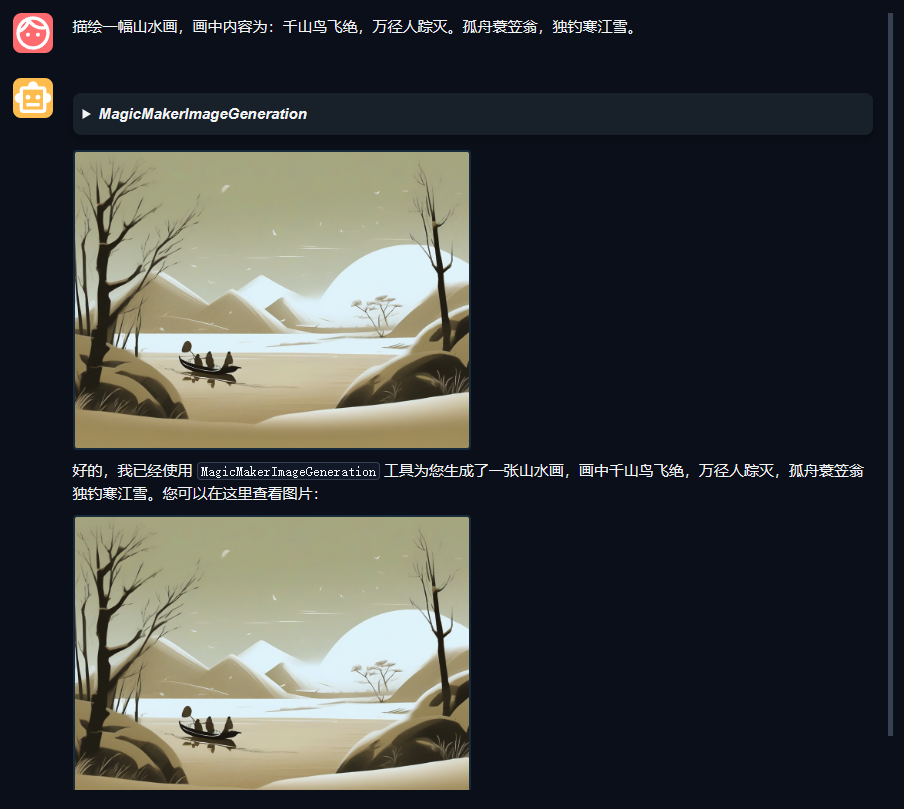 描绘一幅山水画，画中内容为：千山鸟飞绝，万径人踪灭。孤舟蓑笠翁，独钓寒江雪。
MagicMakerImageGeneration
好的，我已经使用 MagicMakerImageGeneration 工具为您生成了一张山水画，画中千山鸟飞绝，万径人踪灭，孤舟蓑笠翁
独钓寒江雪。您可以在这里查看图片：